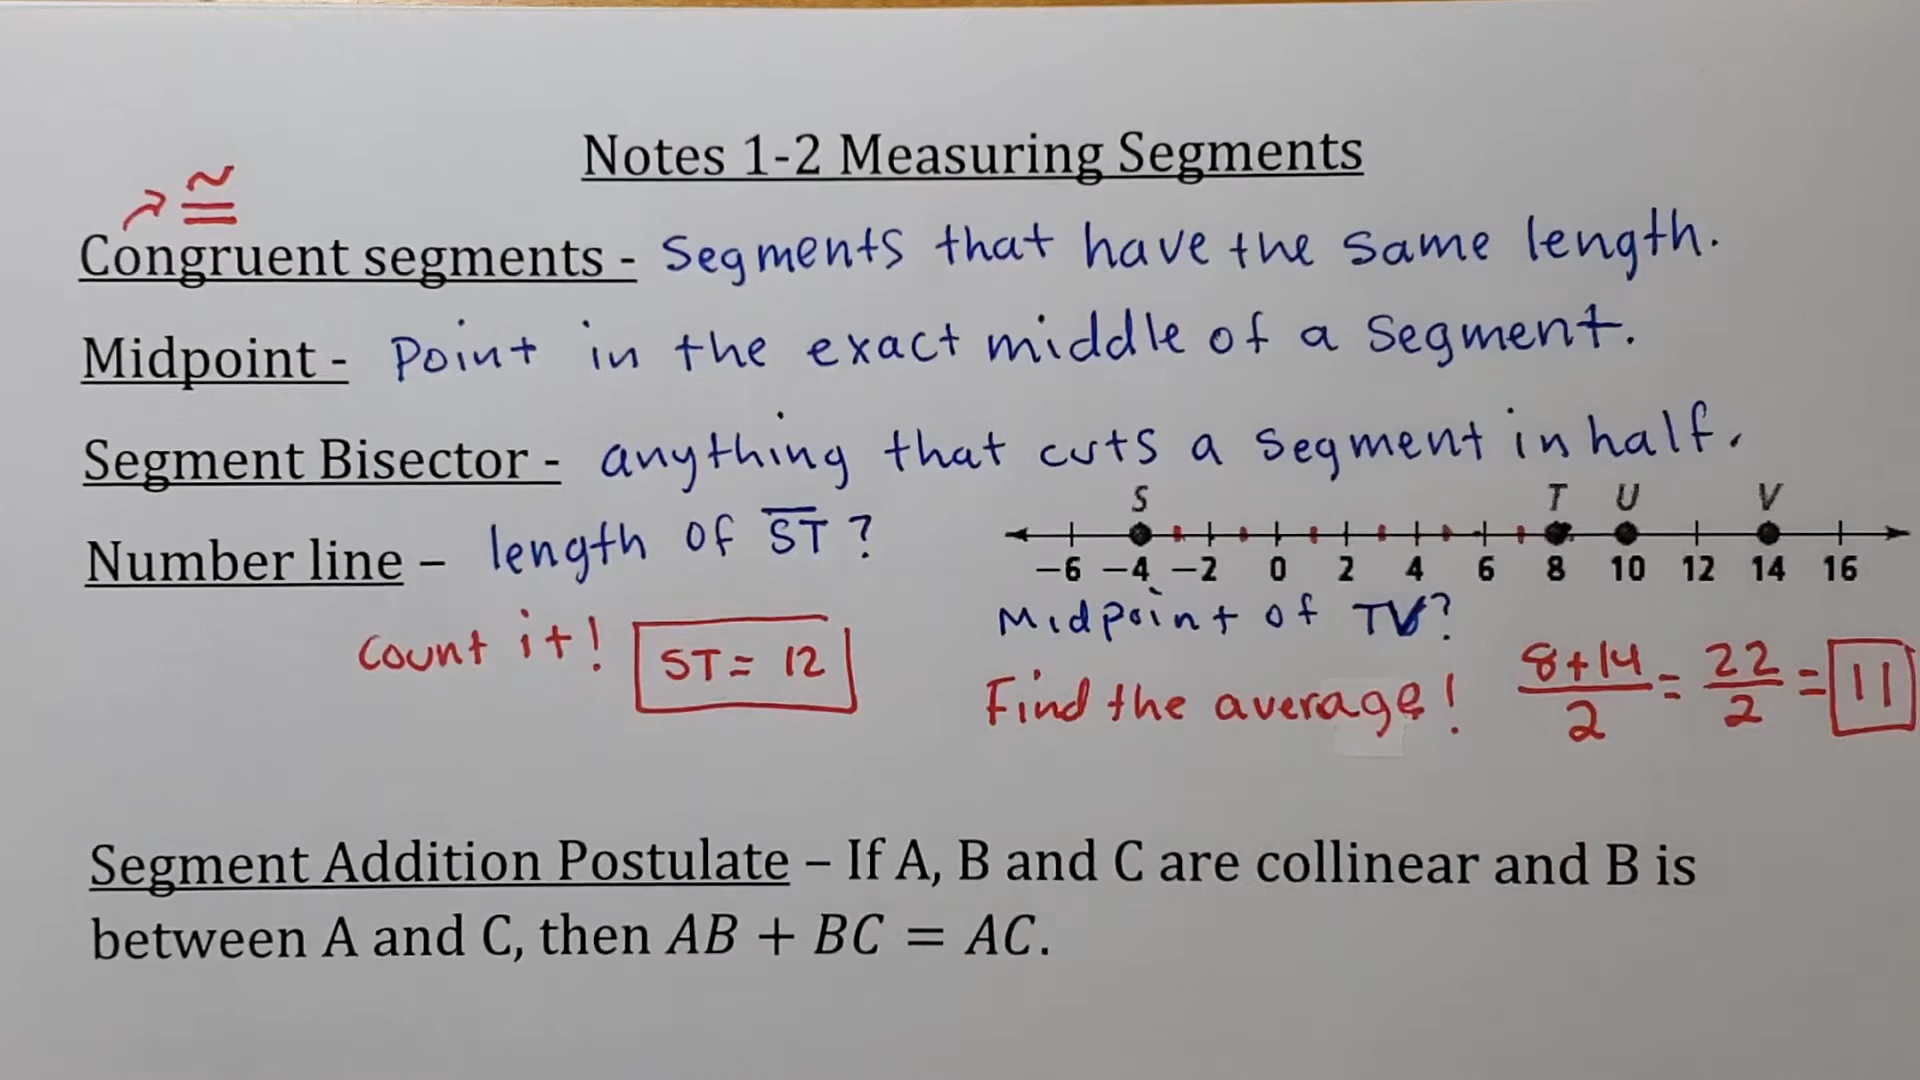 Notes 1-2 Measuring Segments
≅
Congruent segments - Segments that have the same length.
Midpoint - Point in the exact middle of a segment.
Segment Bisector - anything that cuts a segment in half.
S T U V
Number line – length of S͞T͞ ?
−6 −4 −2 0 2 4 6 8 10 12 14 16
Midpoint of TV?
Count it! ST = 12
Find the average! 8+14/2 = 22/2 = 11
Segment Addition Postulate – If A, B and C are collinear and B is
between A and C, then AB + BC = AC.